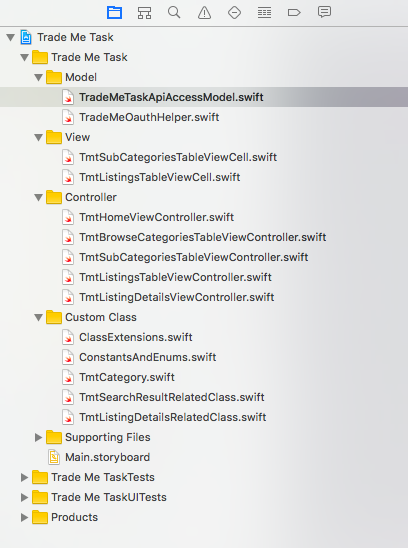 Trade Me Task
Trade Me Task
Model
TradeMeTaskApiAccessModel.swift
TradeMeOauthHelper.swift
View
TmtSubCategoriesTableViewCell.swift
TmtListingsTableViewCell.swift
Controller
TmtHomeViewController.swift
TmtBrowseCategoriesTableViewController.swift
TmtSubCategoriesTableViewController.swift
TmtListingsTableViewController.swift
TmtListingDetailsViewController.swift
Custom Class
ClassExtensions.swift
ConstantsAndEnums.swift
TmtCategory.swift
TmtSearchResultRelatedClass.swift
TmtListingDetailsRelatedClass.swift
Supporting Files
Main.storyboard
Trade Me TaskTests
Trade Me TaskUITests
Products